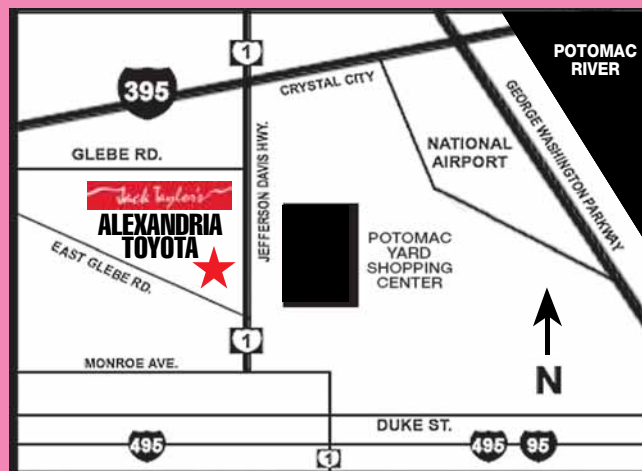 1
POTOMAC
RIVER
395
CRYSTAL CITY
GEORGE WASHINGTON PARKWAY
GLEBE RD.
JEFFERSON DAVIS HWY.
NATIONAL
AIRPORT
Jack Taylor's
ALEXANDRIA
TOYOTA
EAST GLEBE RD.
POTOMAC
YARD
SHOPPING
CENTER
1
MONROE AVE.
N
DUKE ST.
495
1
495
95